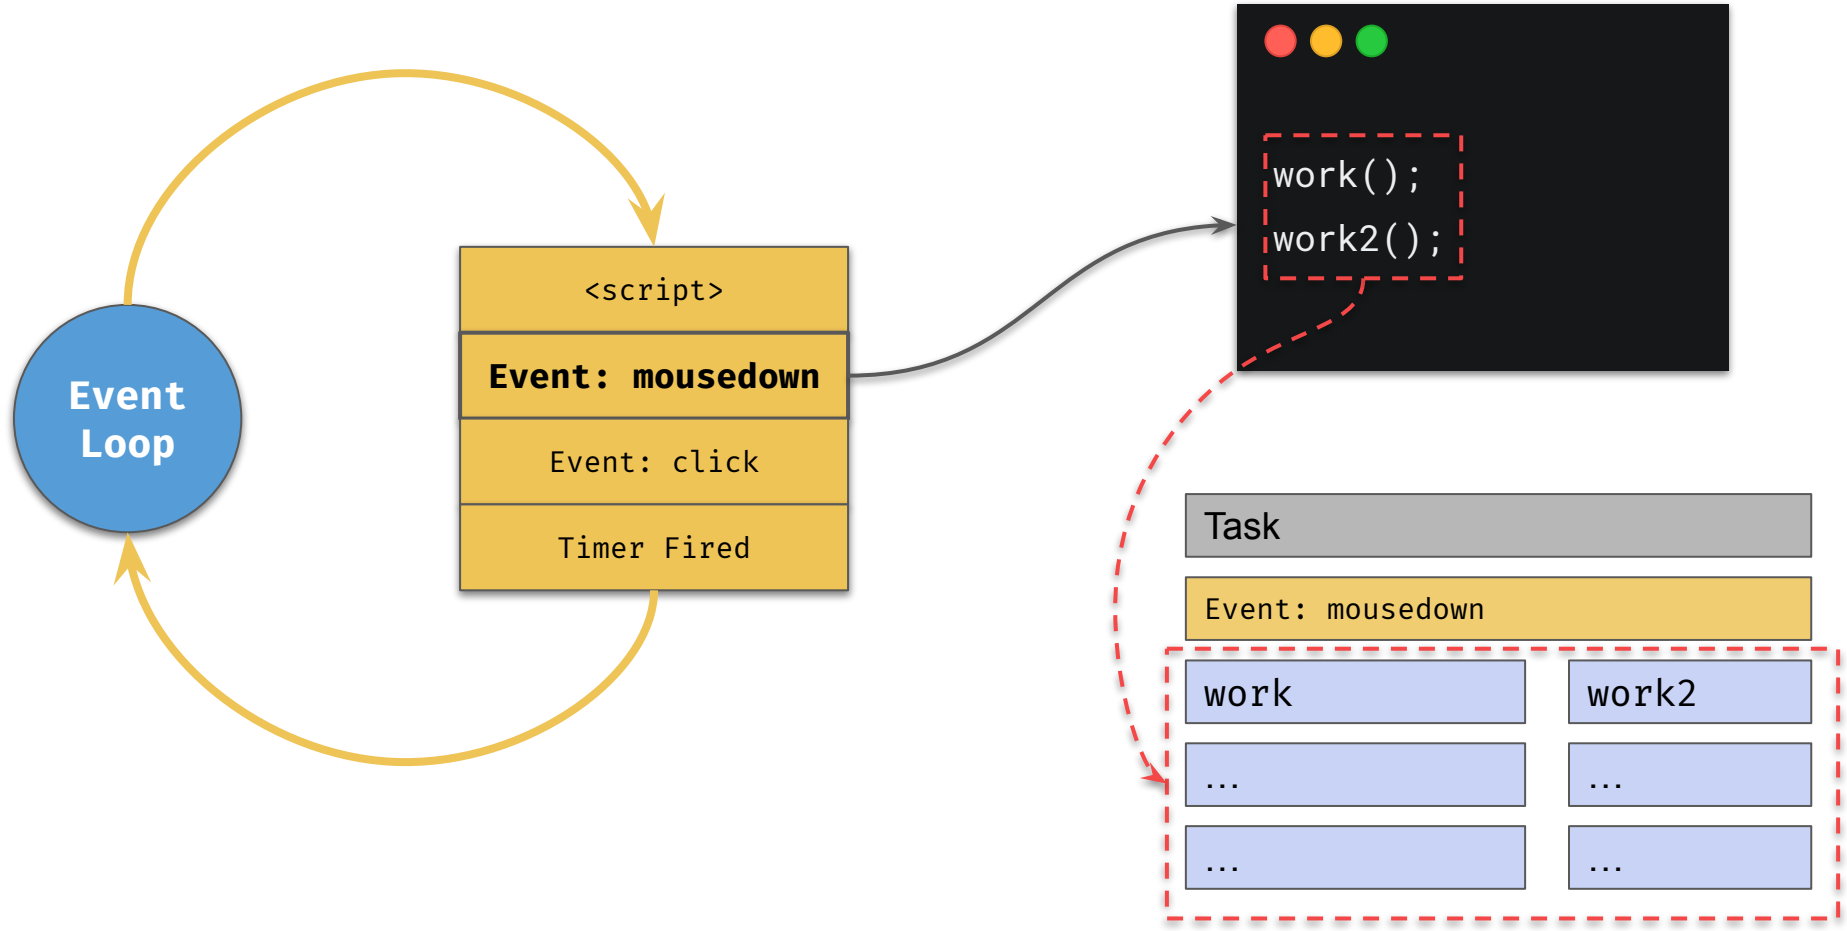 Event
Loop
<script>
Event: mousedown
Event: click
Timer Fired
work();
work2();
Task
Event: mousedown
work
work2
...
...
...
...